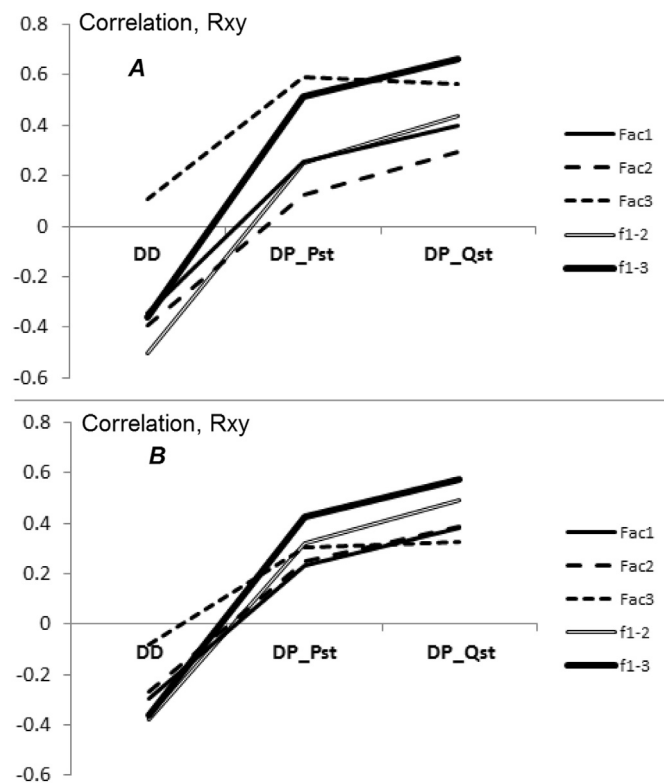 Correlation, Rxy
A
0.8
0.6
0.4
0.2
0
-0.2
-0.4
-0.6
DD
DP_Pst
DP_Qst
Fac1
Fac2
Fac3
f1-2
f1-3
Correlation, Rxy
B
0.8
0.6
0.4
0.2
0
-0.2
-0.4
-0.6
DD
DP_Pst
DP_Qst
Fac1
Fac2
Fac3
f1-2
f1-3